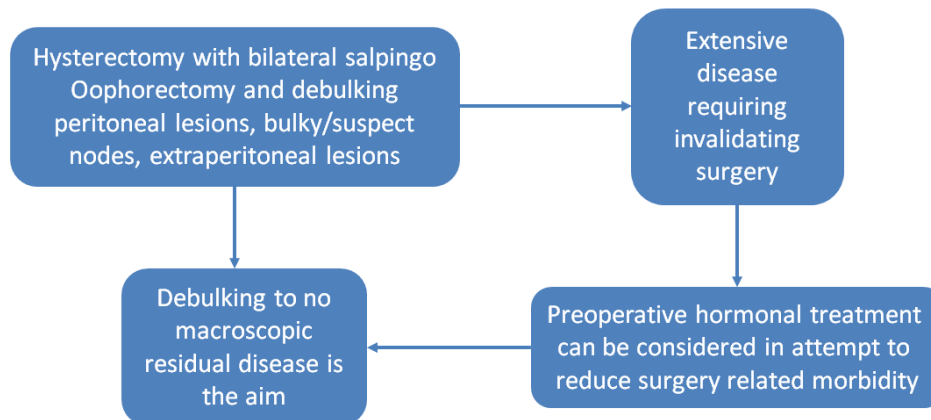 Hysterectomy with bilateral salpingo
Oophorectomy and debulking
peritoneal lesions, bulky/suspect
nodes, extraperitoneal lesions
Extensive
disease
requiring
invalidating
surgery
Debulking to no
macroscopic
residual disease is
the aim
Preoperative hormonal treatment
can be considered in attempt to
reduce surgery related morbidity